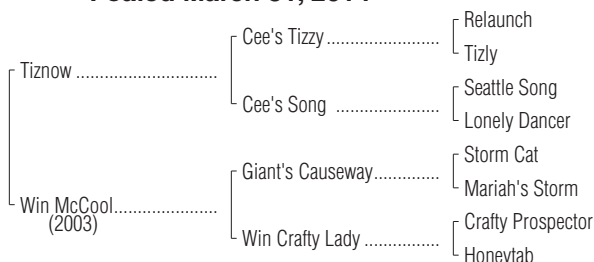 Foaled March 31, 2011
Relaunch
Cee's Tizzy
Tizly
Tiznow
Seattle Song
Cee's Song
Lonely Dancer
Storm Cat
Giant's Causeway
Mariah's Storm
Win McCool
(2003)
Crafty Prospector
Win Crafty Lady
Honeytab